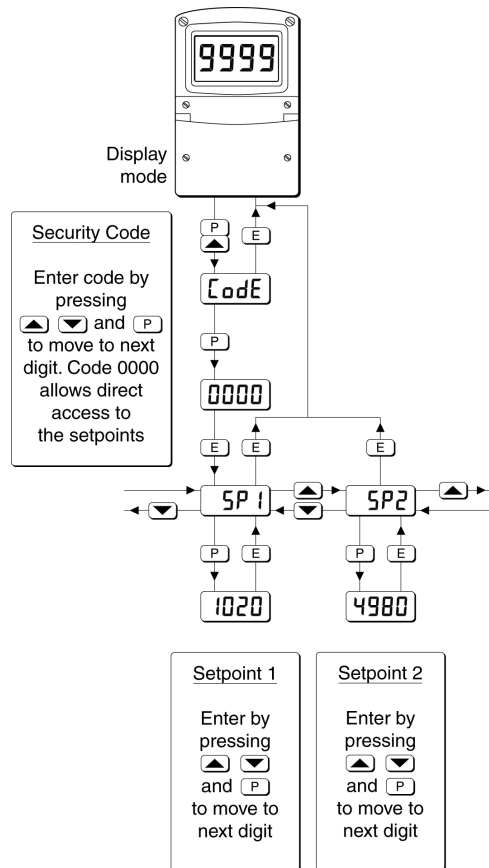 9999
Display
mode
P
E
Security Code
Enter code by
pressing
and P
to move to next
digit. Code 0000
allows direct
access to
the setpoints
CodE
P
0000
E
E
E
SP1
SP2
P
E
P
E
1020
4980
Setpoint 1
Enter by
pressing
and P
to move to
next digit
Setpoint 2
Enter by
pressing
and P
to move to
next digit